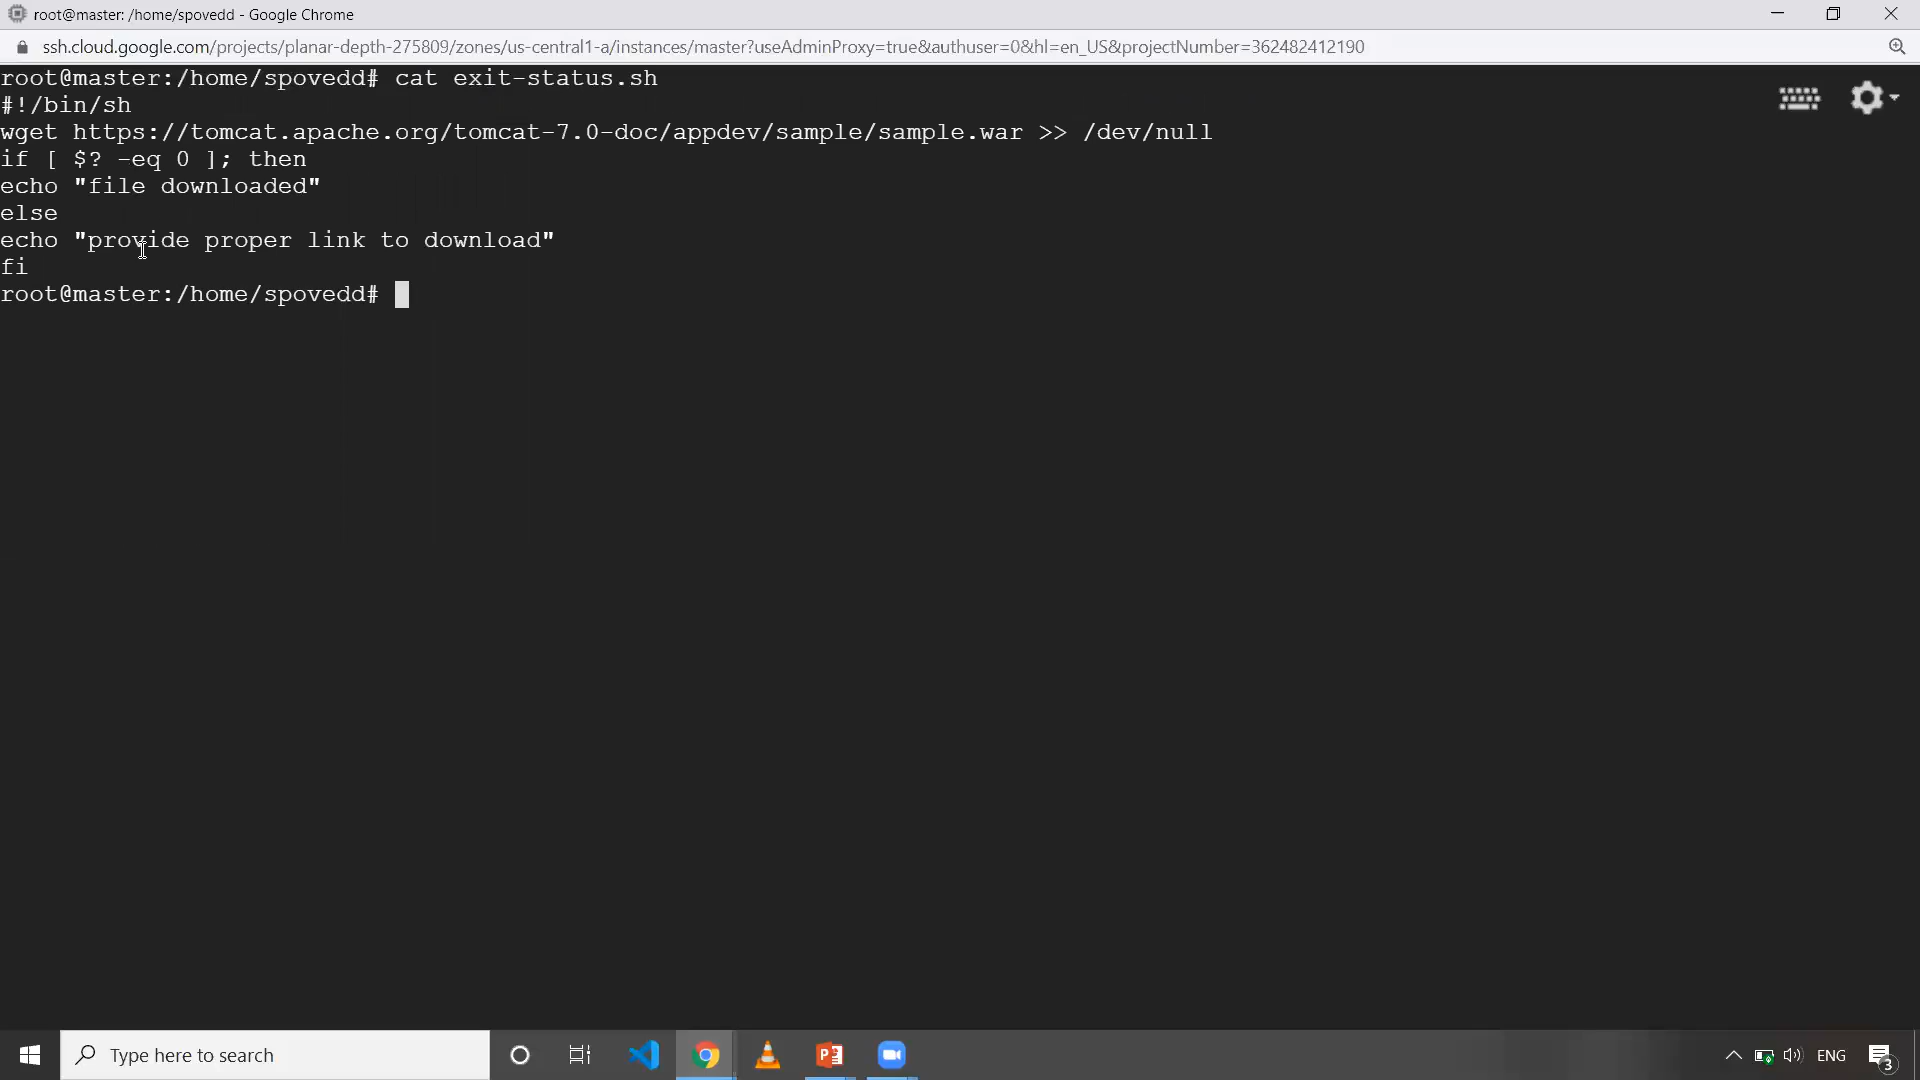 root@master: /home/spovedd - Google Chrome
ssh.cloud.google.com/projects/planar-depth-275809/zones/us-central1-a/instances/master?useAdminProxy=true&authuser=0&hl=en_US&projectNumber=362482412190
root@master:/home/spovedd# cat exit-status.sh
#!/bin/sh
wget https://tomcat.apache.org/tomcat-7.0-doc/appdev/sample/sample.war >> /dev/null
if [ $? -eq 0 ]; then
echo "file downloaded"
else
echo "provide proper link to download"
fi
root@master:/home/spovedd#
Type here to search
ENG
3